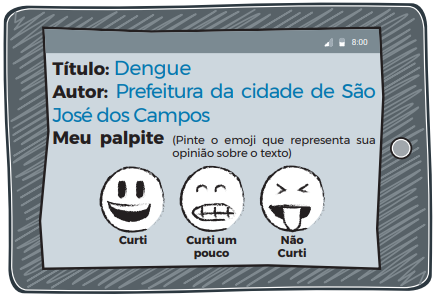 8:00
Título: Dengue
Autor: Prefeitura da cidade de São
José dos Campos
Meu palpite (Pinte o emoji que representa sua
opinião sobre o texto)
Curti
Curti um
pouco
Não
Curti